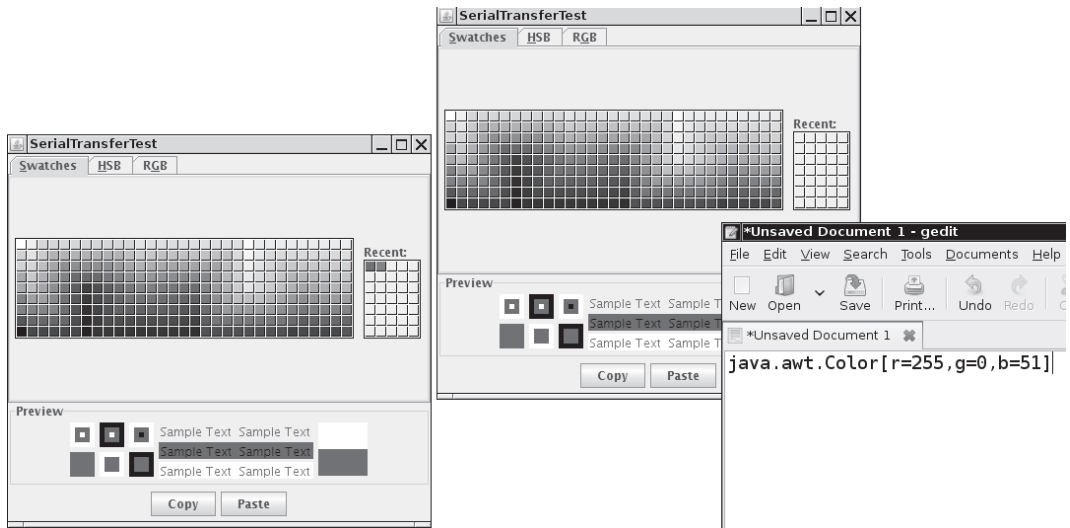 SerialTransferTest
Swatches HSB RGB
Recent:
Preview
Sample Text Sample Text
Sample Text Sample Text
Sample Text Sample Text
Copy Paste
SerialTransferTest
Swatches HSB RGB
Recent:
Preview
Sample Text Sample T
Sample Text Sample T
Sample Text Sample T
Copy Paste
*Unsaved Document 1 - gedit
File Edit View Search Tools Documents Help
New Open Save Print... Undo Redo
*Unsaved Document 1
java.awt.Color[r=255,g=0,b=51]